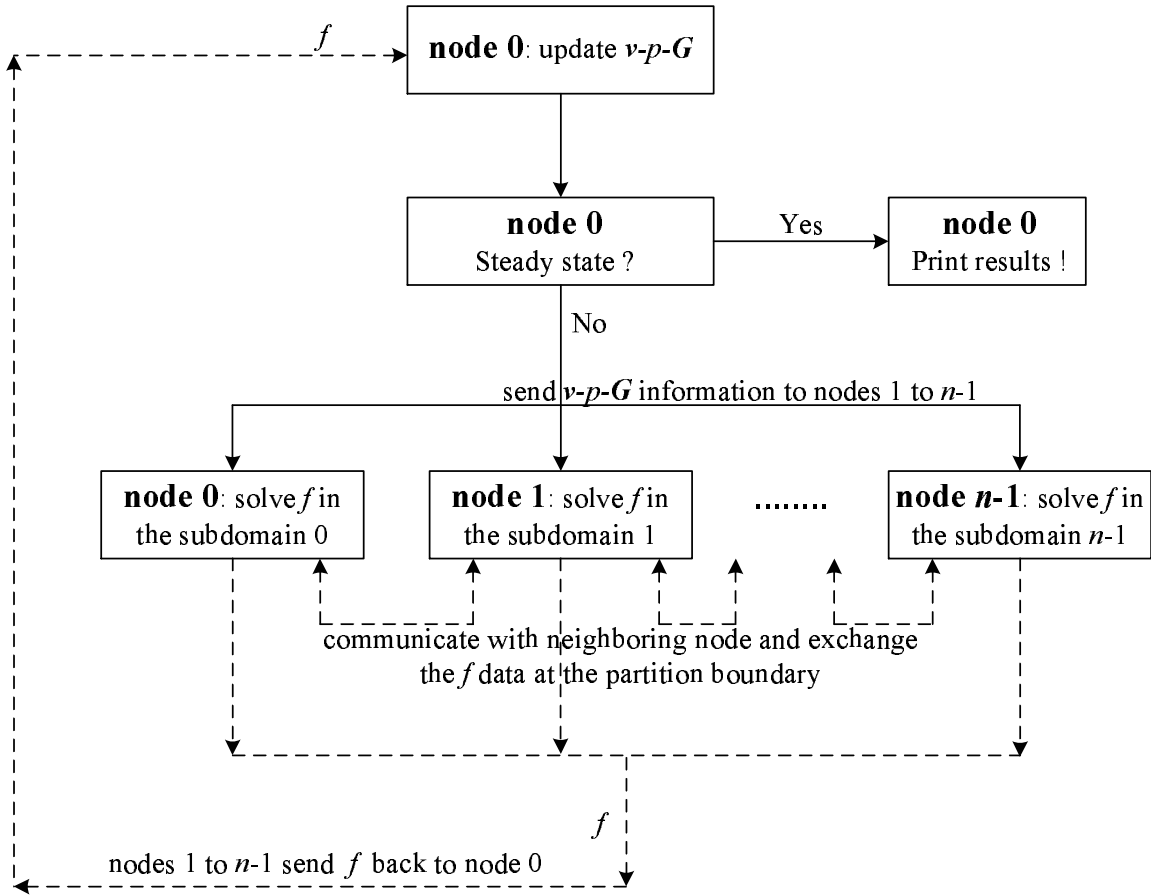 f
node 0: update v-p-G
node 0
Steady state ?
Yes
node 0
Print results !
No
send v-p-G information to nodes 1 to n-1
node 0: solve f in
the subdomain 0
node 1: solve f in
the subdomain 1
........
node n-1: solve f in
the subdomain n-1
communicate with neighboring node and exchange
the f data at the partition boundary
f
nodes 1 to n-1 send f back to node 0